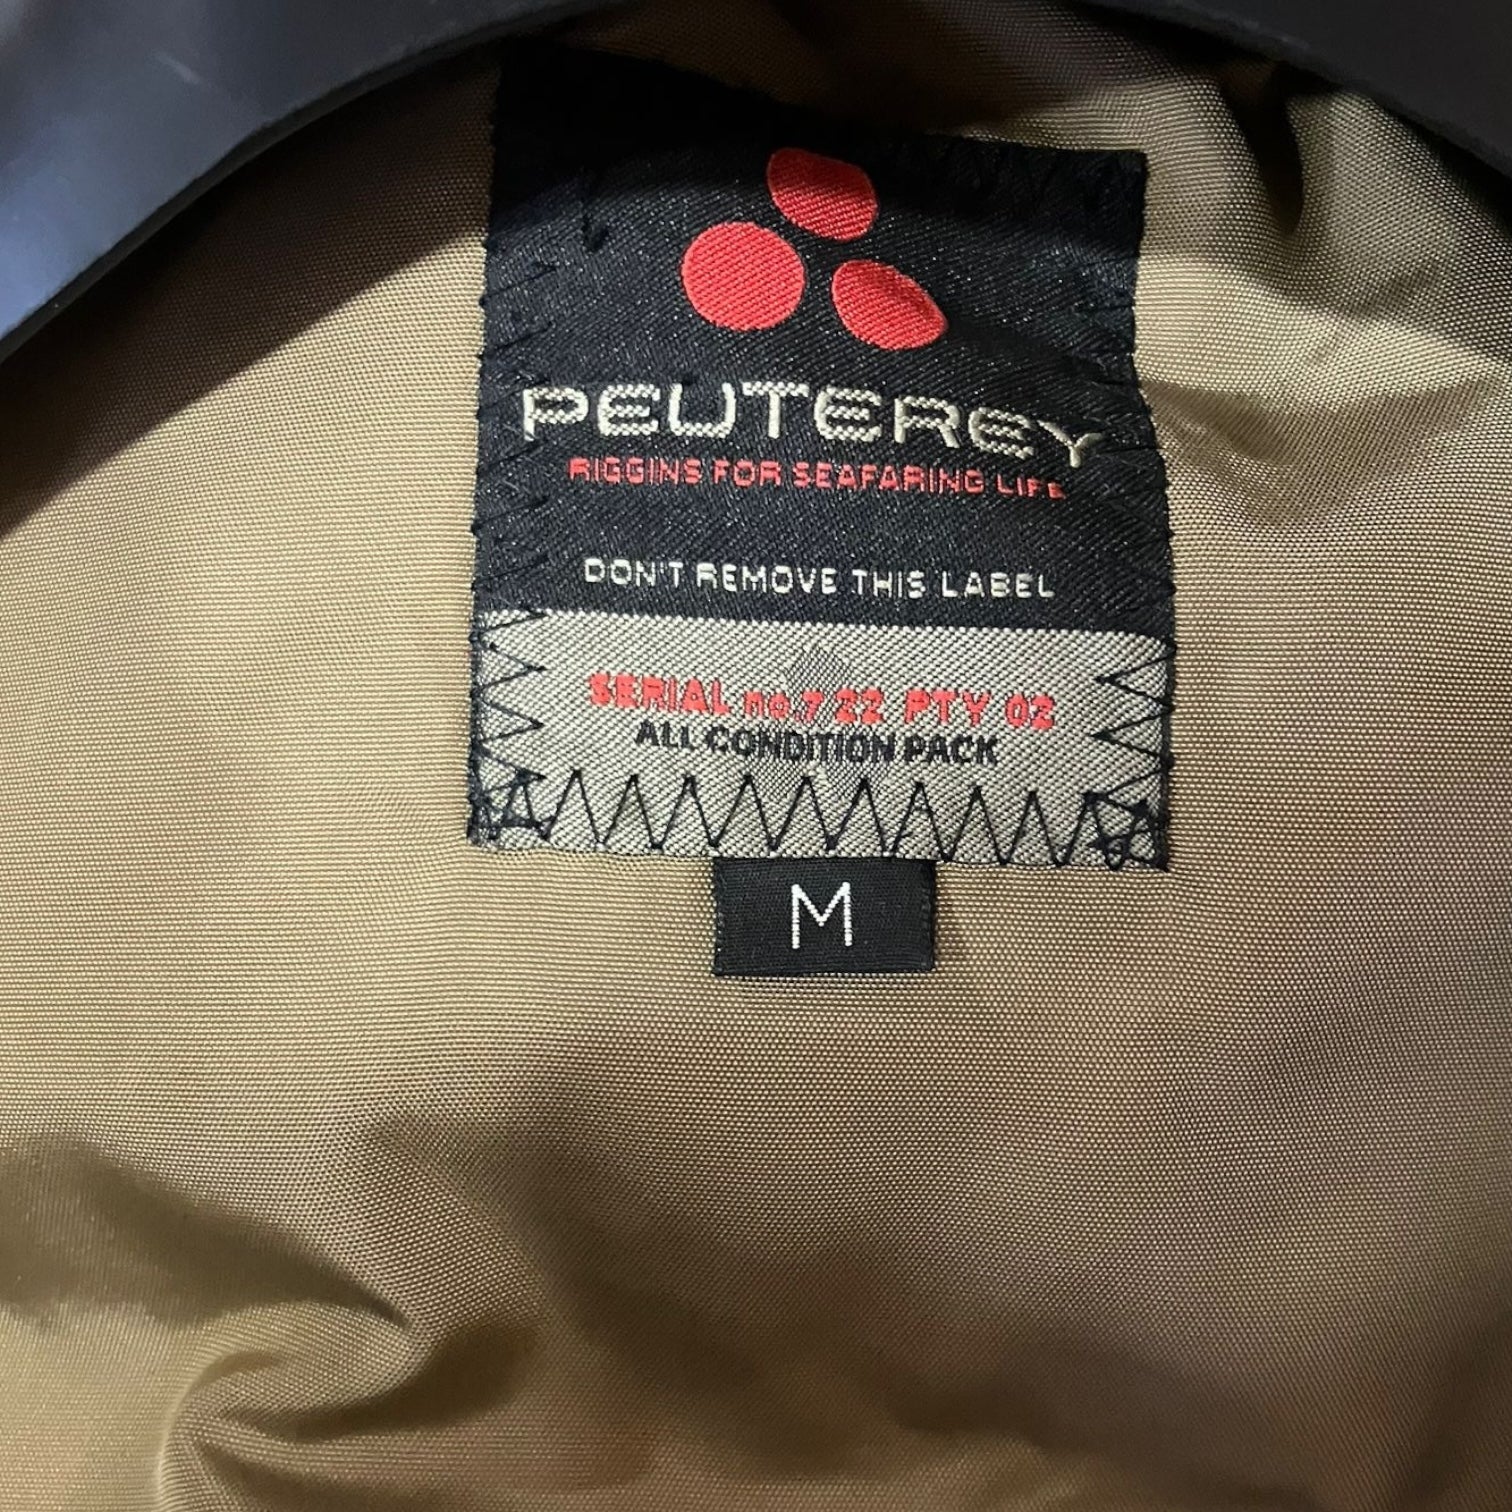 PEUTEREY
RIGGINS FOR SEAFARING LIFE
DON'T REMOVE THIS LABEL
SERIAL no.7 22 PTY 02
ALL CONDITION PACK
M